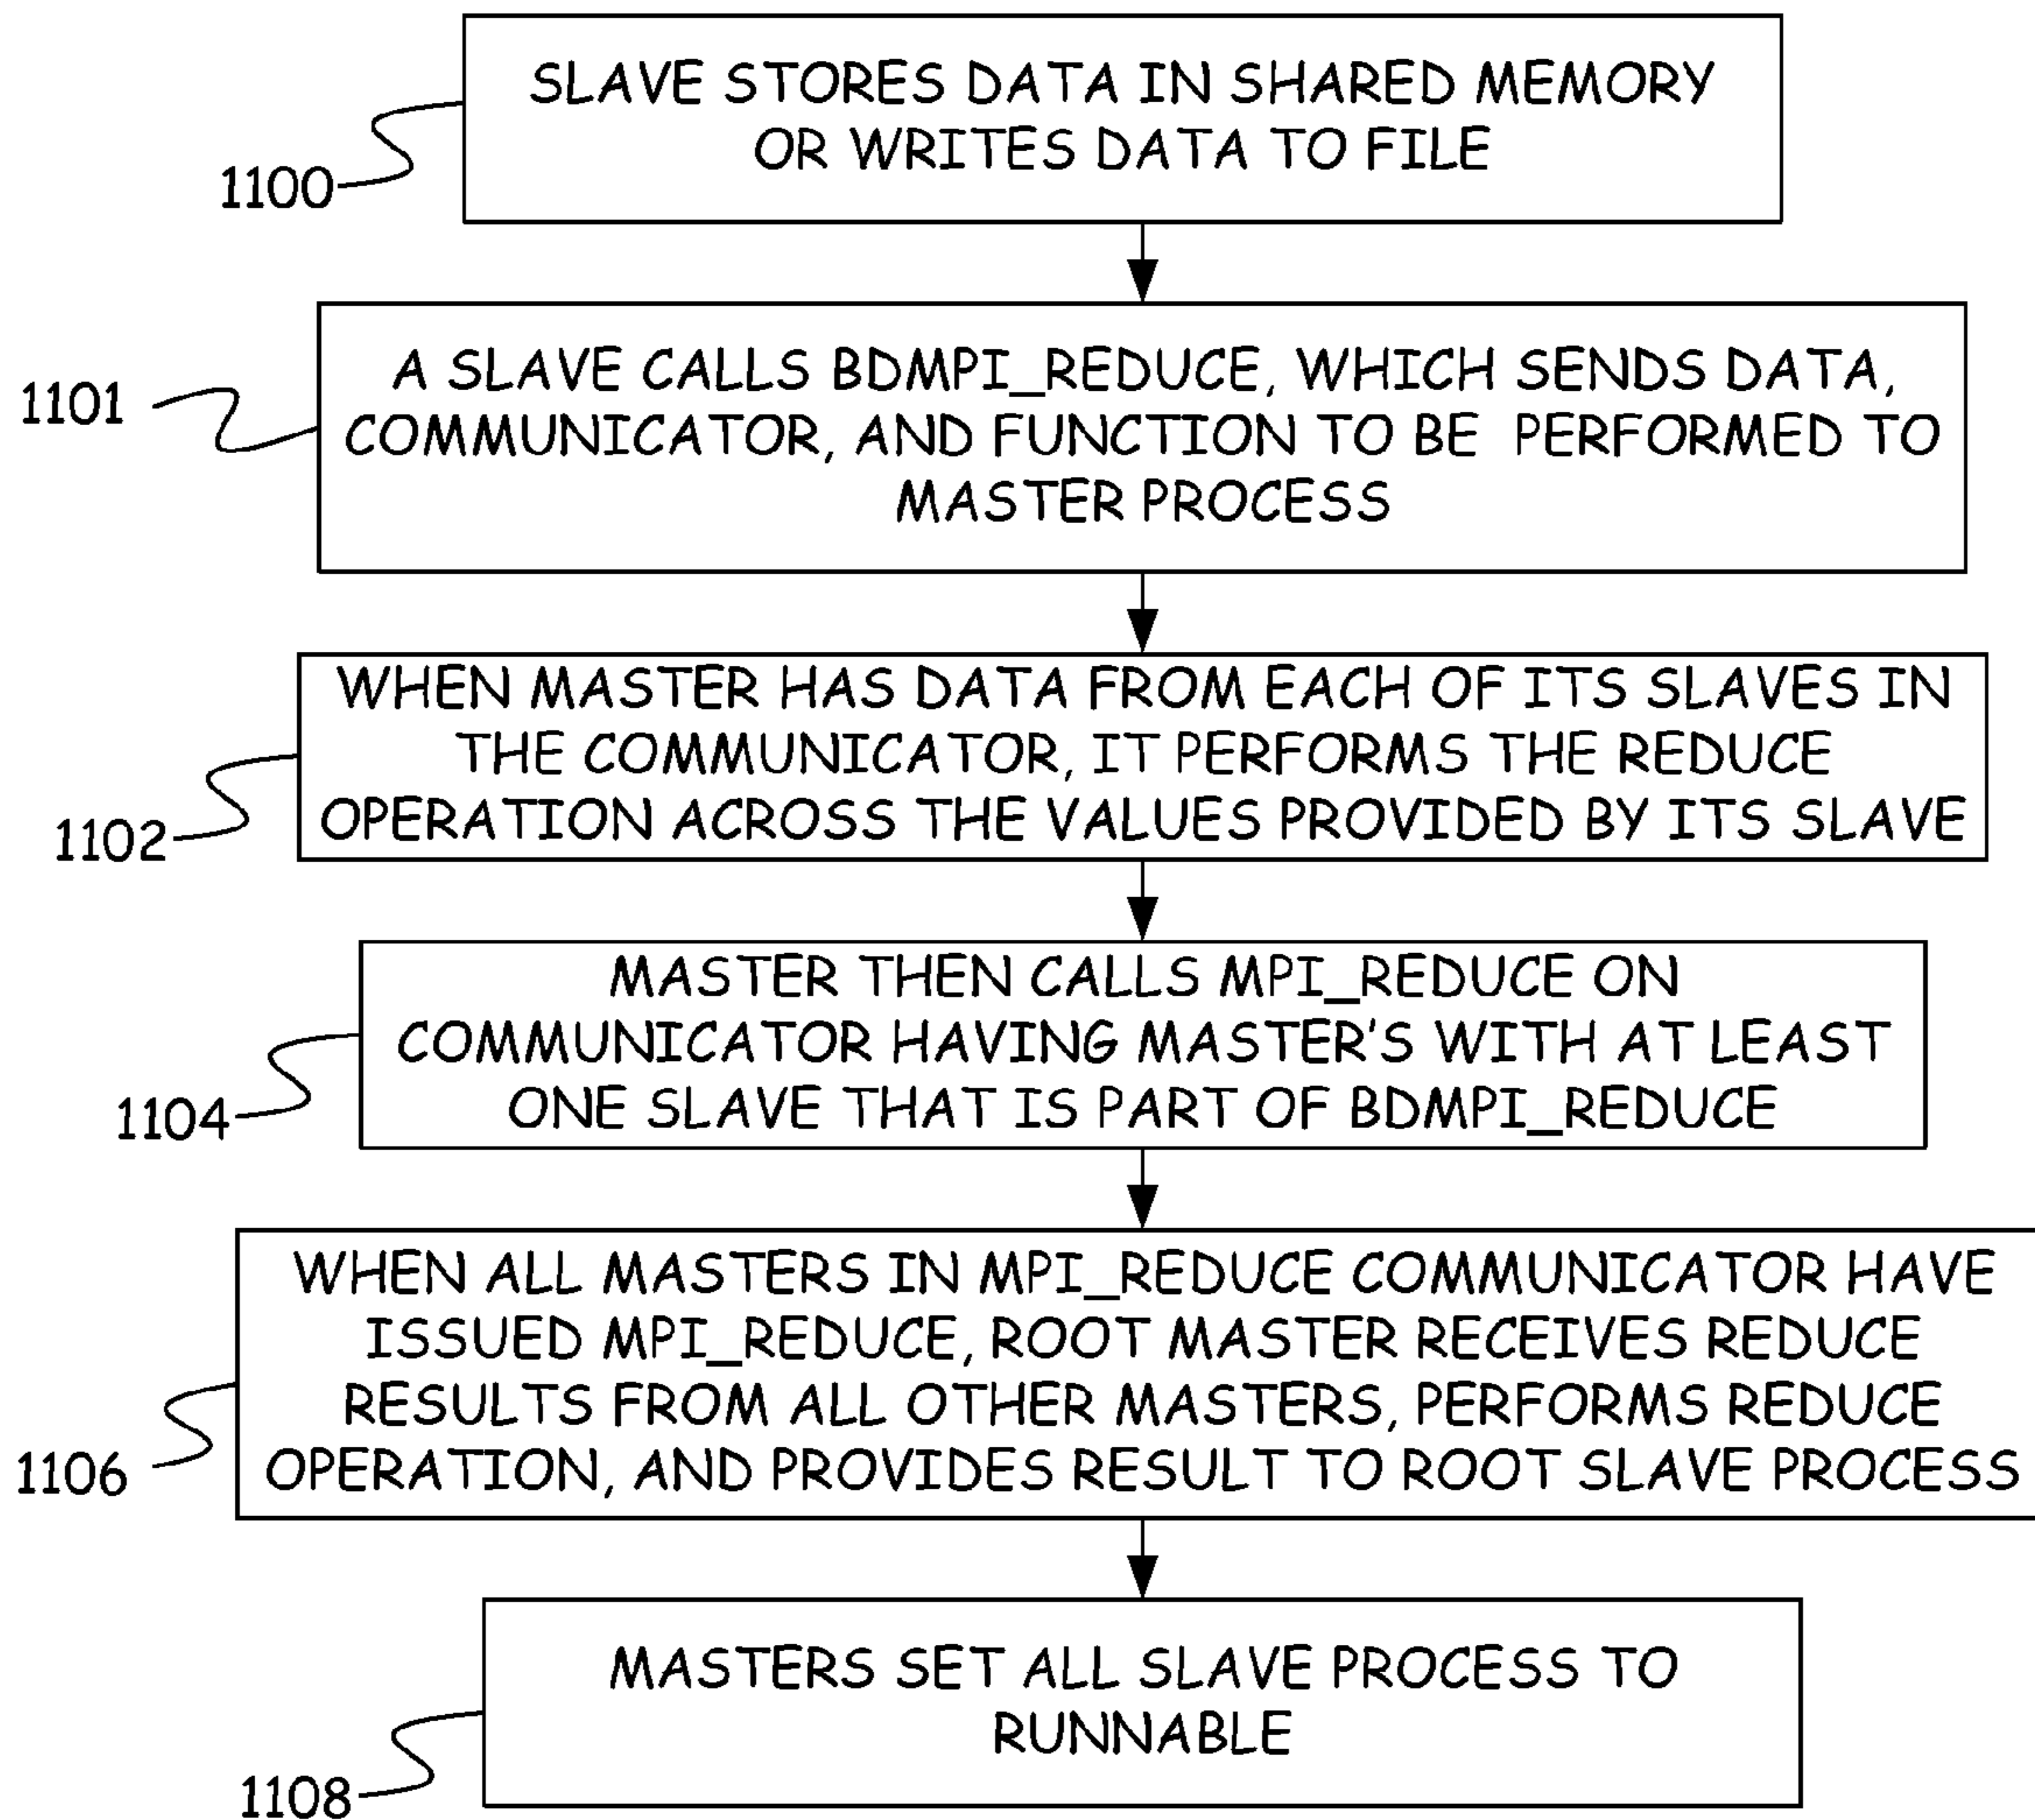 SLAVE STORES DATA IN SHARED MEMORY
OR WRITES DATA TO FILE
1100
A SLAVE CALLS BDMPI_REDUCE, WHICH SENDS DATA,
COMMUNICATOR, AND FUNCTION TO BE PERFORMED TO
MASTER PROCESS
1101
WHEN MASTER HAS DATA FROM EACH OF ITS SLAVES IN
THE COMMUNICATOR, IT PERFORMS THE REDUCE
OPERATION ACROSS THE VALUES PROVIDED BY ITS SLAVE
1102
MASTER THEN CALLS MPI_REDUCE ON
COMMUNICATOR HAVING MASTER'S WITH AT LEAST
ONE SLAVE THAT IS PART OF BDMPI_REDUCE
1104
WHEN ALL MASTERS IN MPI_REDUCE COMMUNICATOR HAVE
ISSUED MPI_REDUCE, ROOT MASTER RECEIVES REDUCE
RESULTS FROM ALL OTHER MASTERS, PERFORMS REDUCE
OPERATION, AND PROVIDES RESULT TO ROOT SLAVE PROCESS
1106
MASTERS SET ALL SLAVE PROCESS TO
RUNNABLE
1108